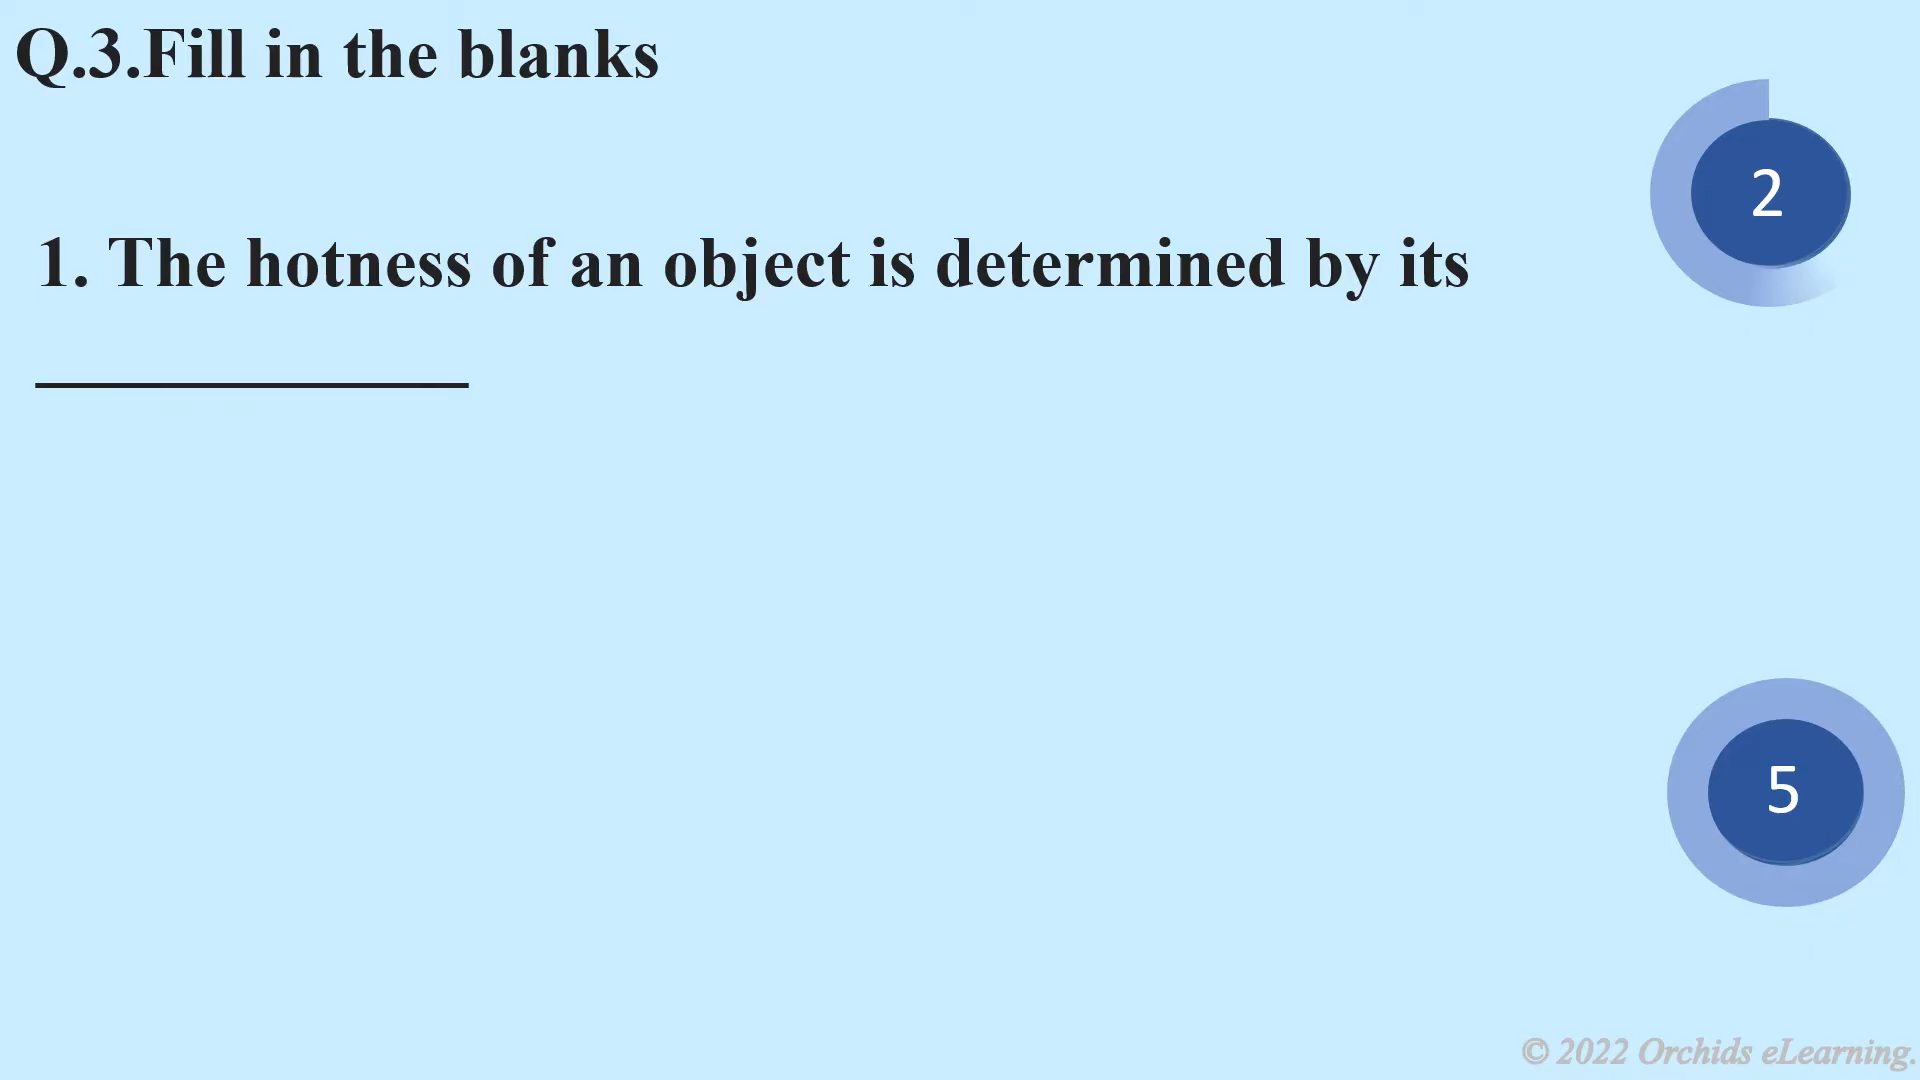 Q.3.Fill in the blanks
2
1. The hotness of an object is determined by its
_______________
5
© 2022 Orchids eLearning.